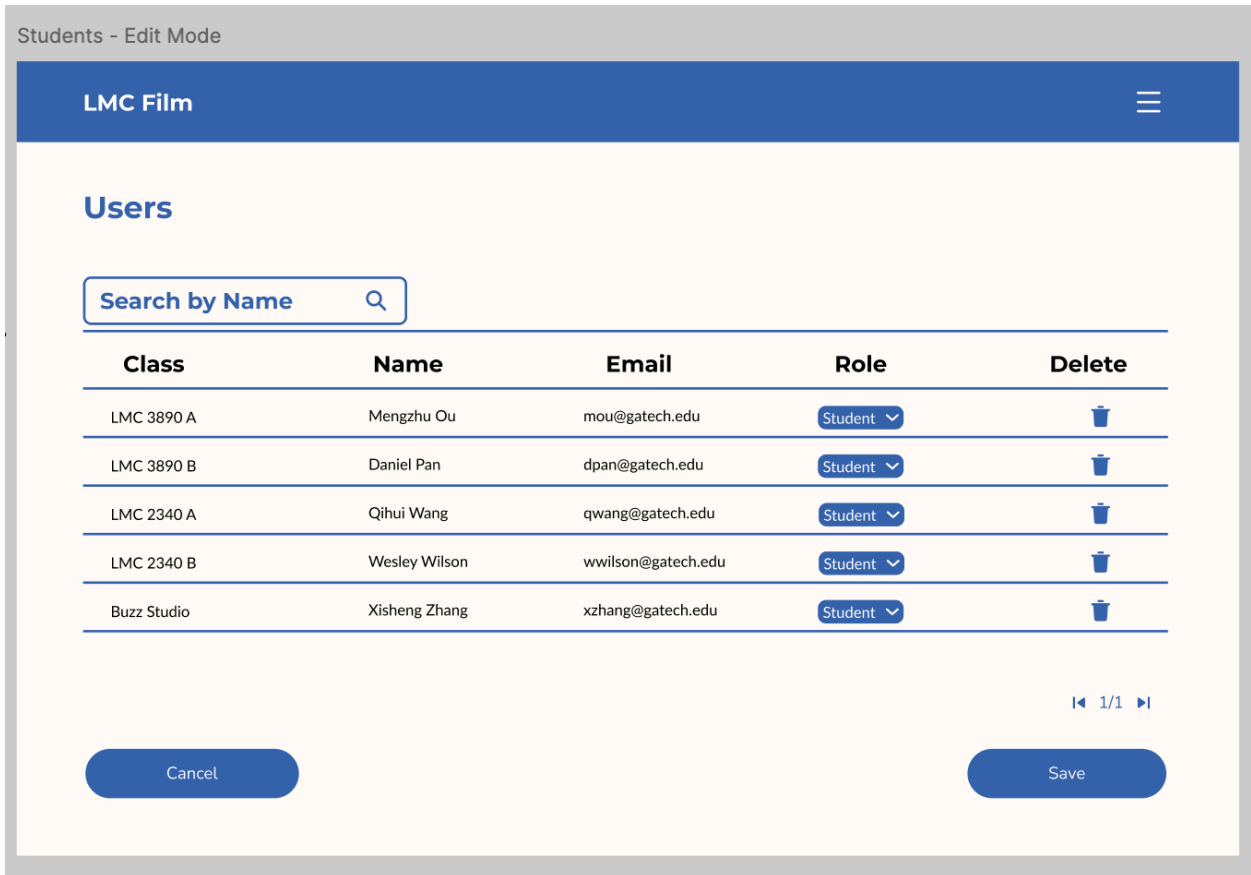 Students - Edit Mode
LMC Film
Users
Search by Name
Class Name Email Role Delete
LMC 3890 A Mengzhu Ou mou@gatech.edu Student
LMC 3890 B Daniel Pan dpan@gatech.edu Student
LMC 2340 A Qihui Wang qwang@gatech.edu Student
LMC 2340 B Wesley Wilson wwilson@gatech.edu Student
Buzz Studio Xisheng Zhang xzhang@gatech.edu Student
1/1
Cancel Save